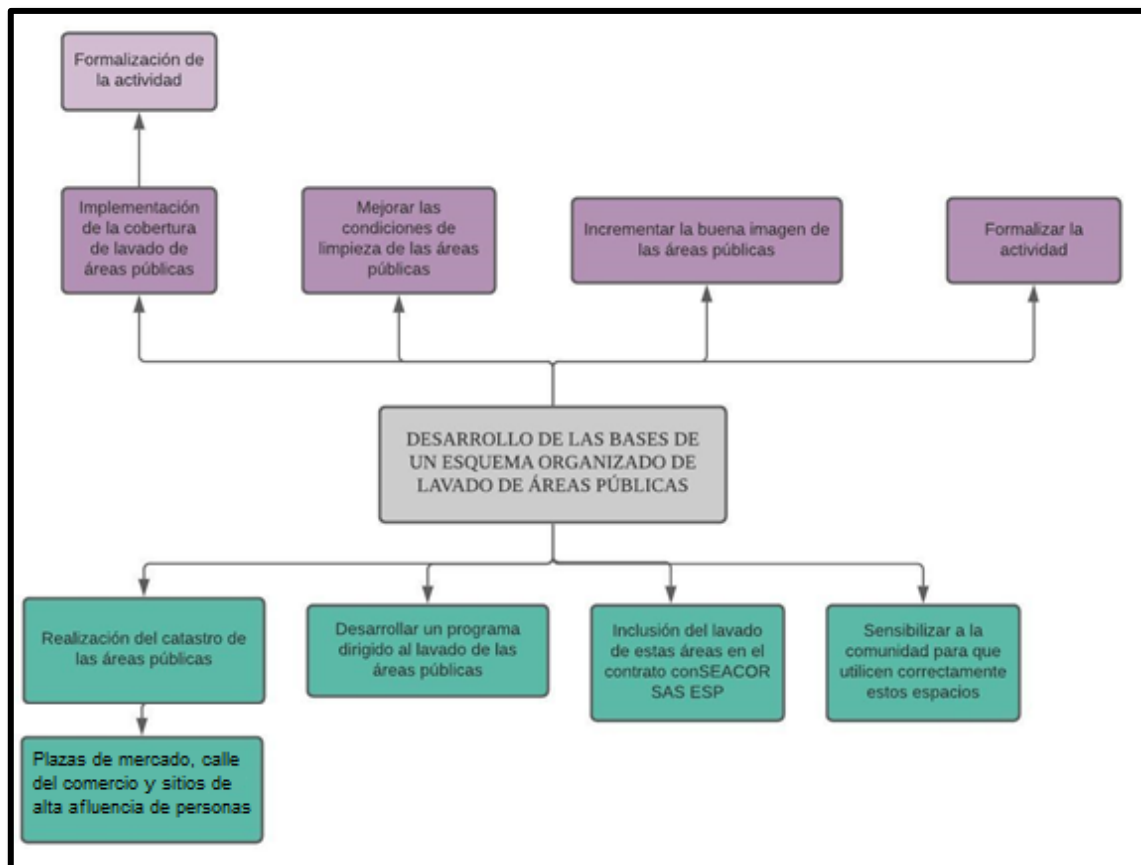 Formalización de
la actividad
Implementación
de la cobertura
de lavado de
áreas públicas
Mejorar las
condiciones de
limpieza de las áreas
públicas
Incrementar la buena imagen de
las áreas públicas
Formalizar la
actividad
DESARROLLO DE LAS BASES DE
UN ESQUEMA ORGANIZADO DE
LAVADO DE ÁREAS PÚBLICAS
Realización del catastro de
las áreas públicas
Desarrollar un programa
dirigido al lavado de las
áreas públicas
Inclusión del lavado
de estas áreas en el
contrato conSEACOR
SAS ESP
Sensibilizar a la
comunidad para que
utilicen correctamente
estos espacios
Plazas de mercado, calle
del comercio y sitios de
alta afluencia de personas